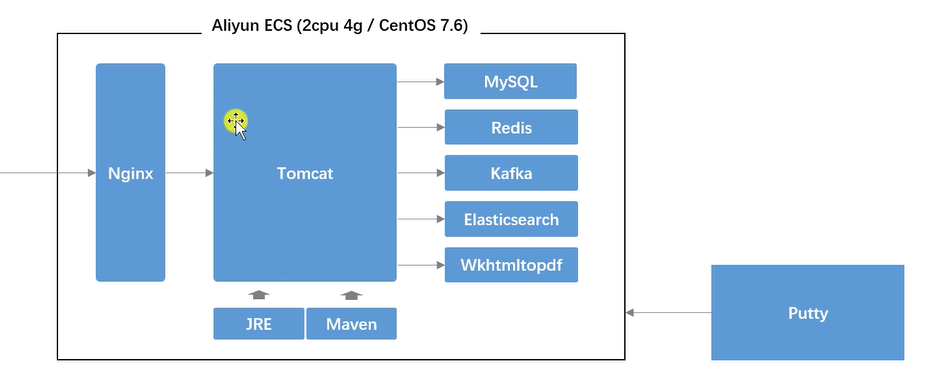 Aliyun ECS (2cpu 4g / CentOS 7.6)
Nginx
Tomcat
MySQL
Redis
Kafka
Elasticsearch
Wkhtmltopdf
JRE
Maven
Putty